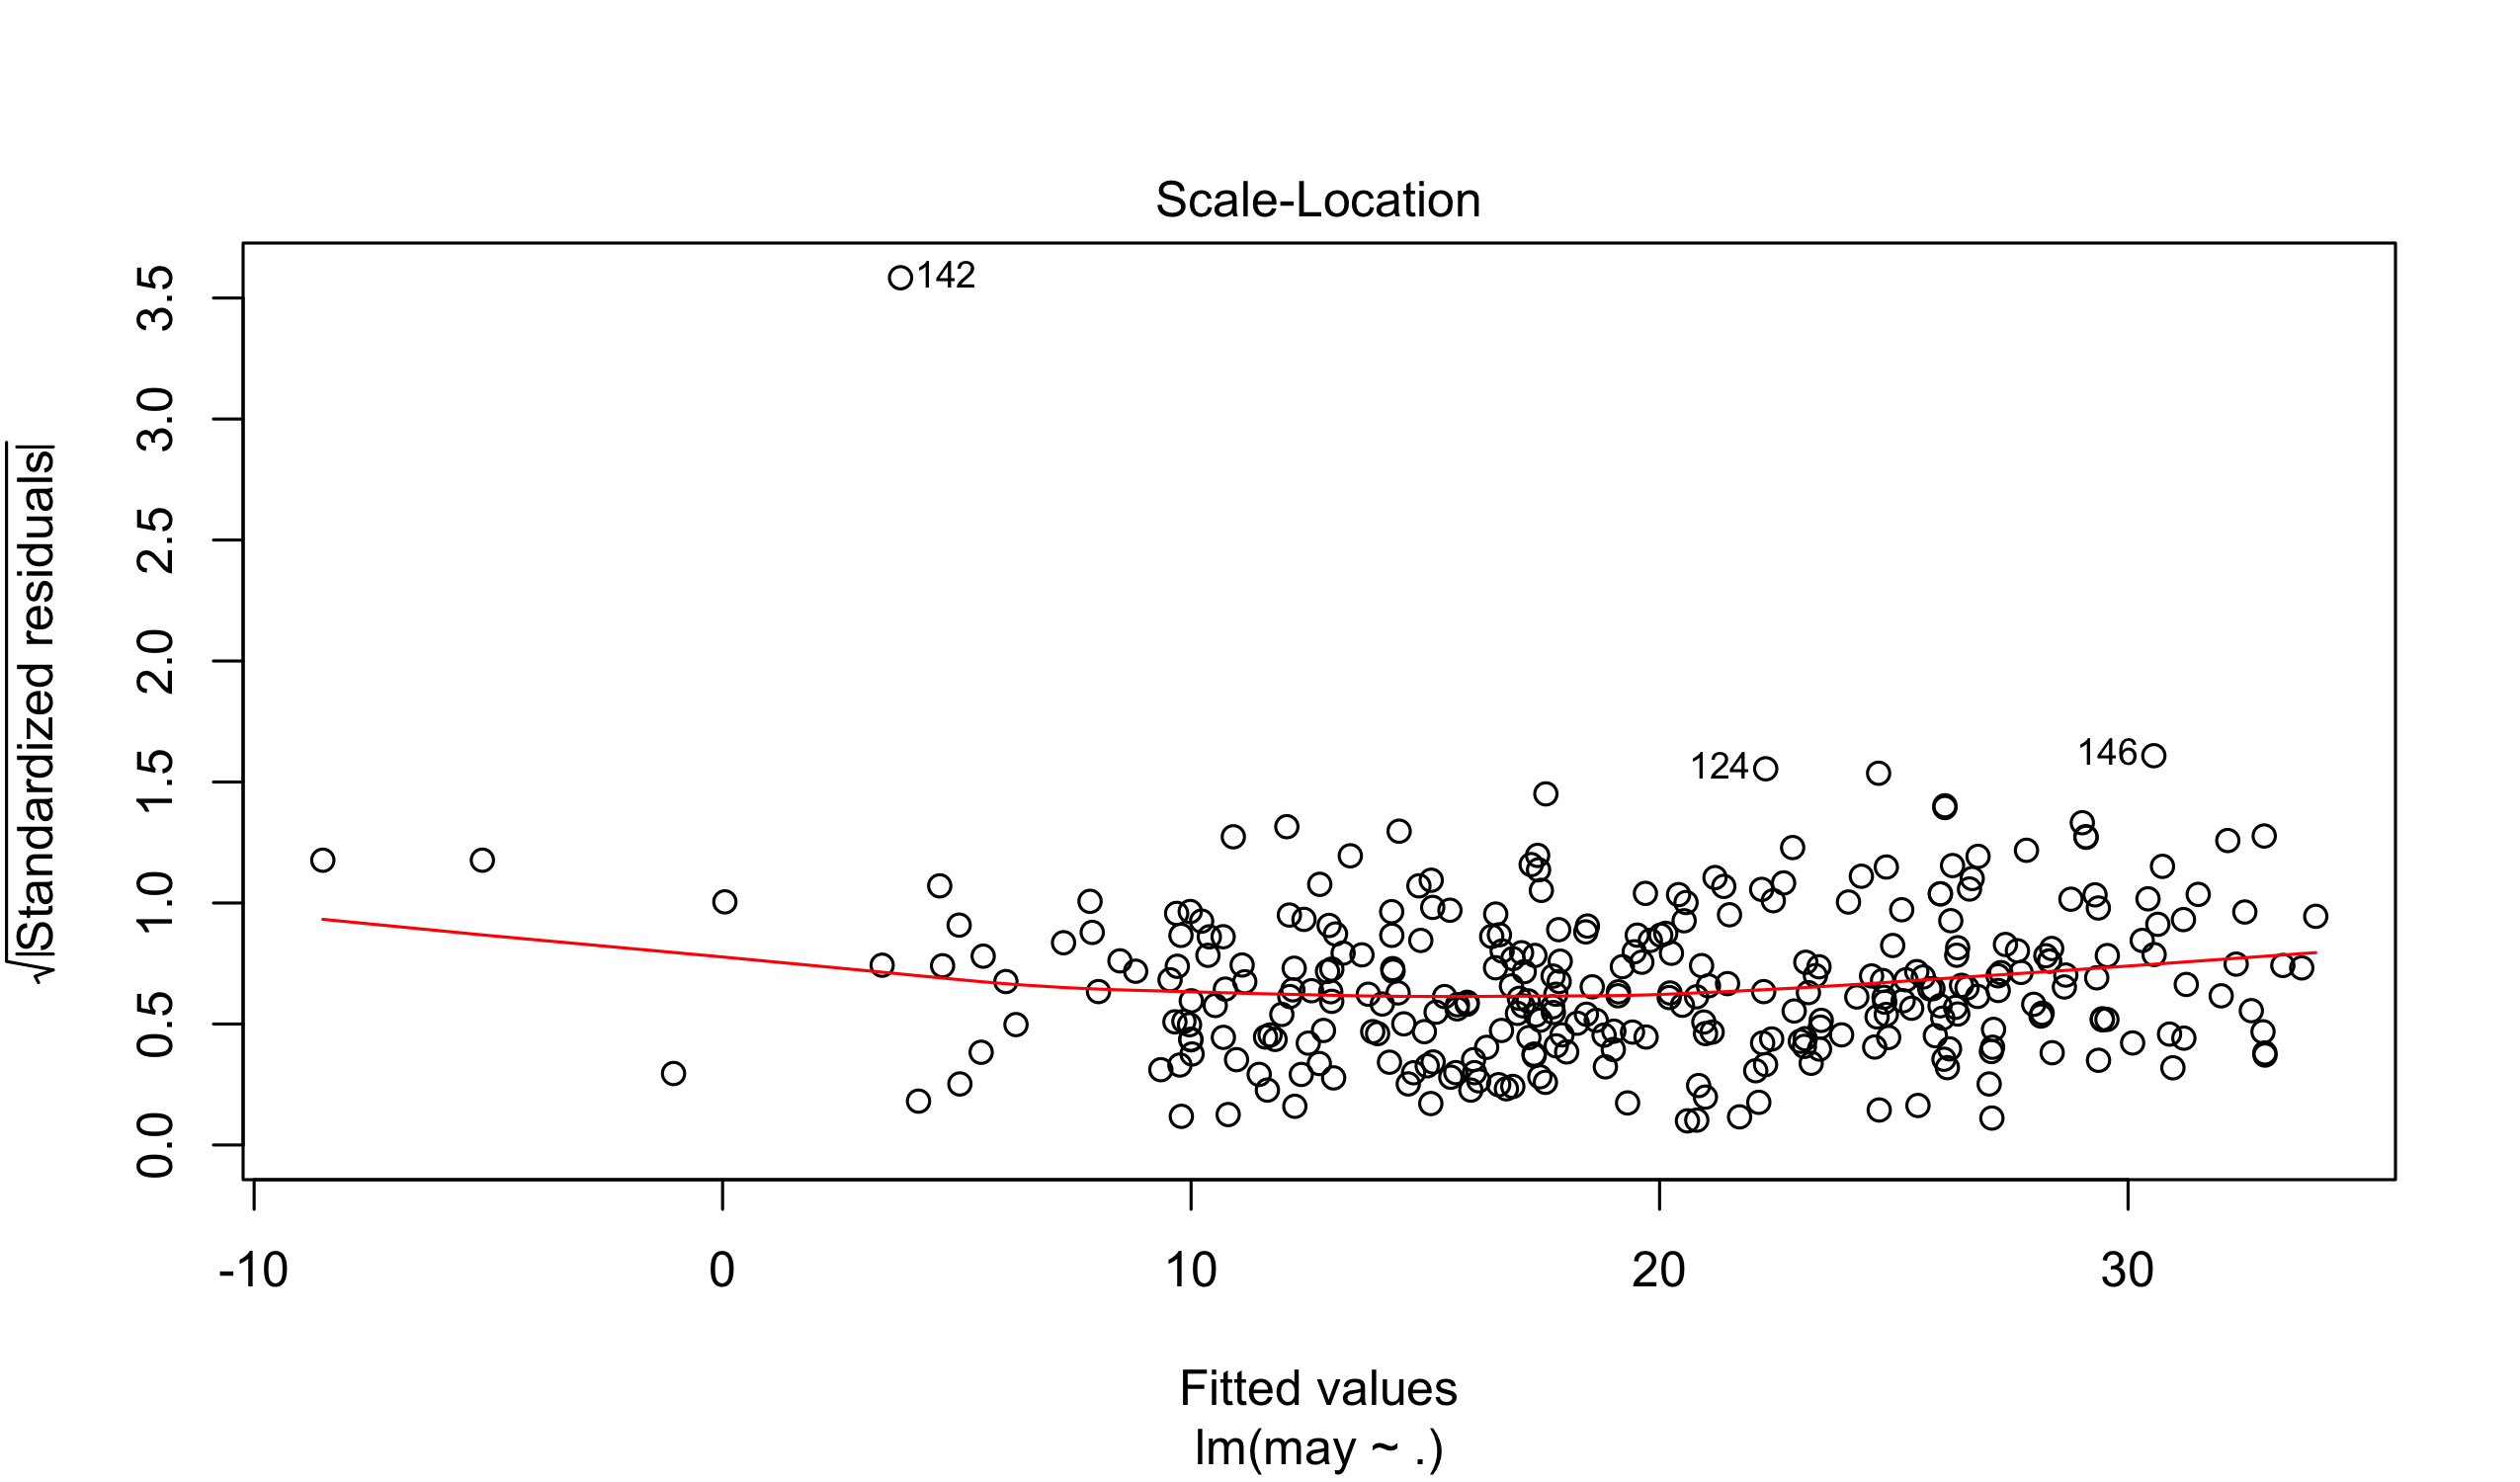 Scale-Location
√|Standardized residuals|
3.5
3.0
2.5
2.0
1.5
1.0
0.5
0.0
142
124
146
-10 0 10 20 30
Fitted values
lm(may ~ .)